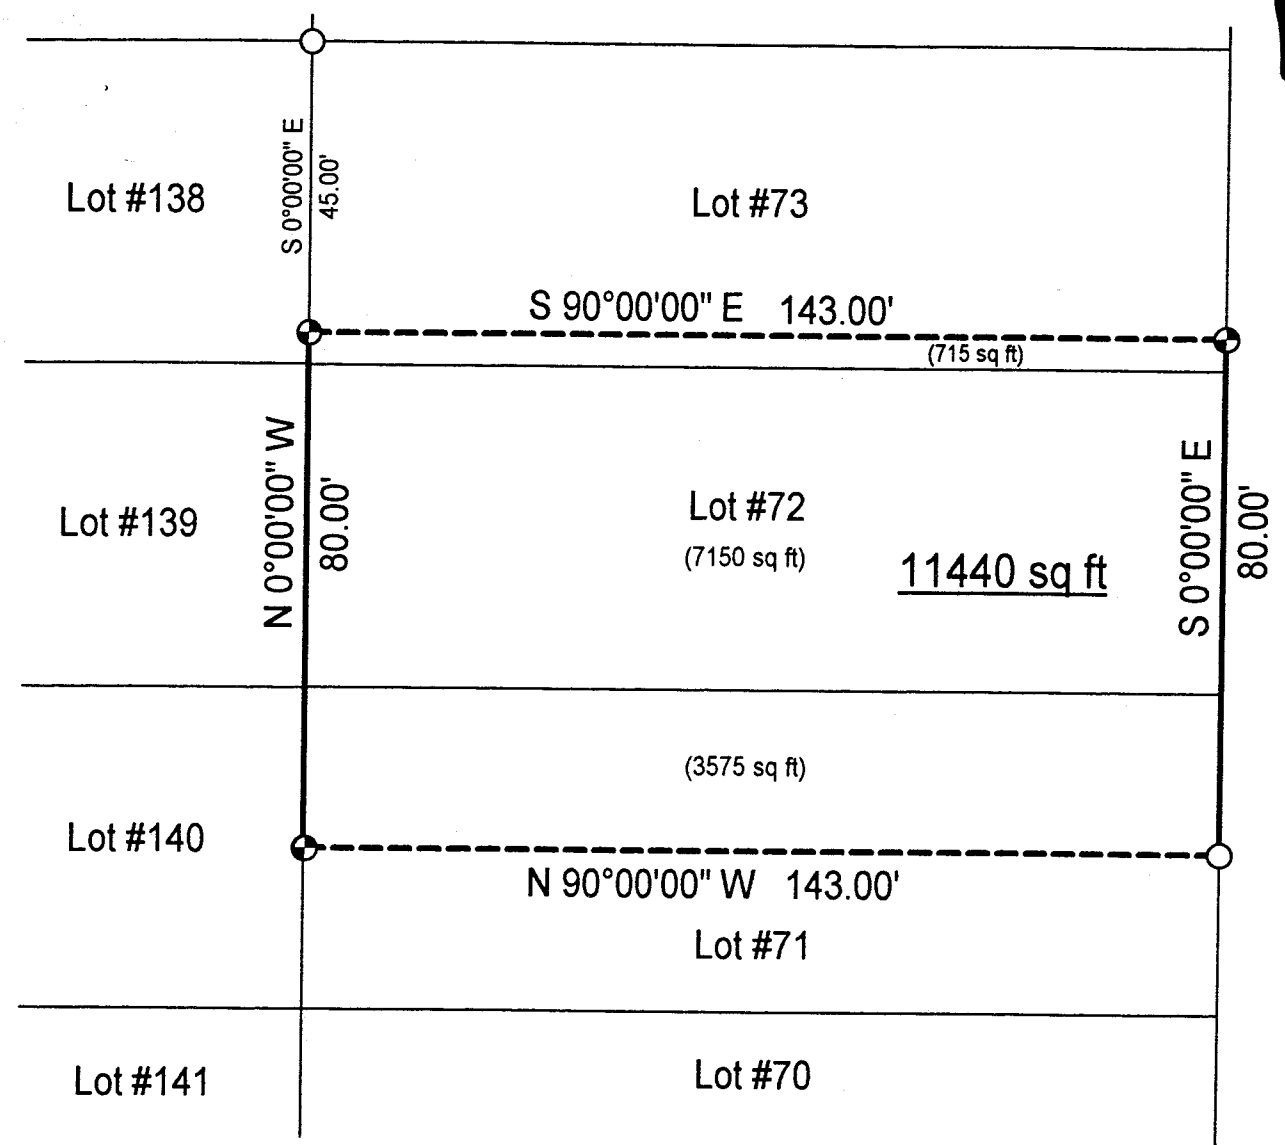 Lot #138
S 0°00'00" E
45.00'
Lot #73
S 90°00'00" E 143.00'
(715 sq ft)
Lot #139
N 0°00'00" W
80.00'
Lot #72
(7150 sq ft)
11440 sq ft
S 0°00'00" E
80.00'
(3575 sq ft)
Lot #140
N 90°00'00" W 143.00'
Lot #71
Lot #141
Lot #70